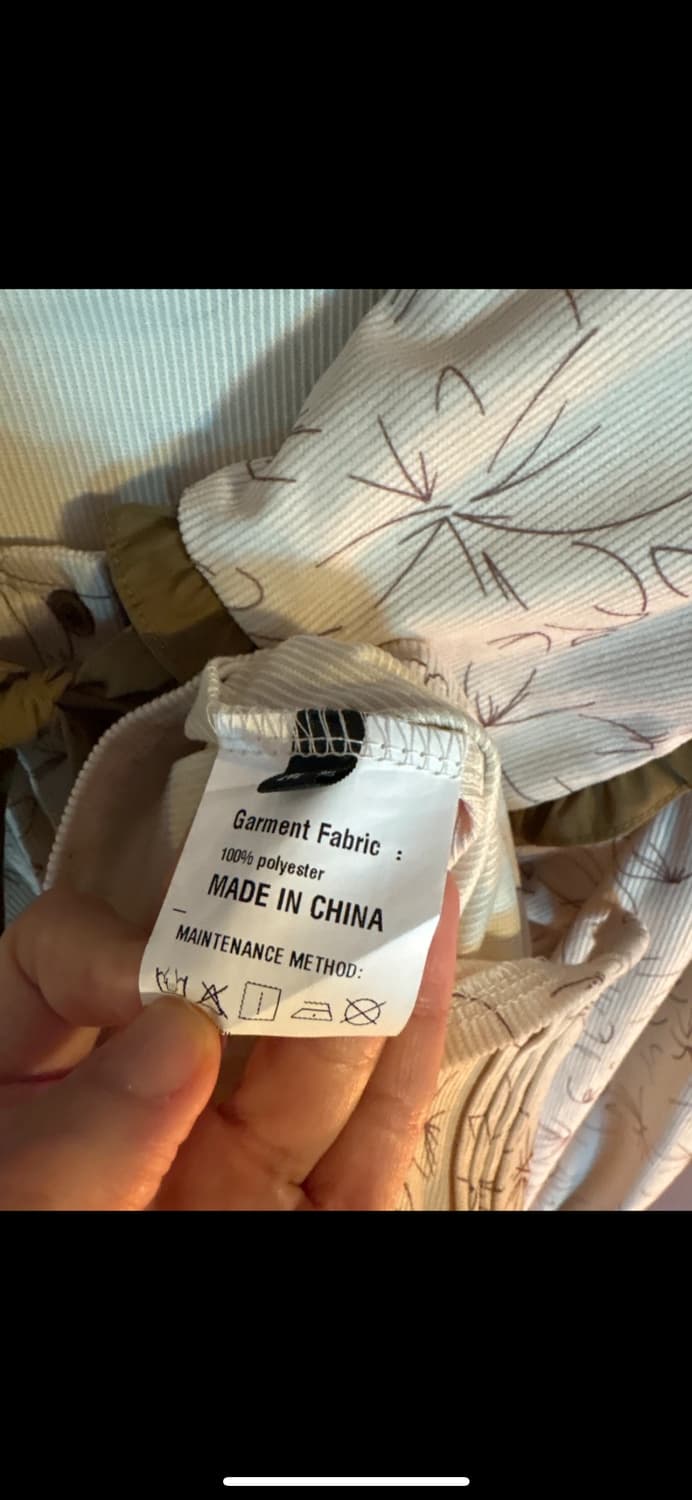 Garment Fabric :
100% polyester
MADE IN CHINA
MAINTENANCE METHOD: